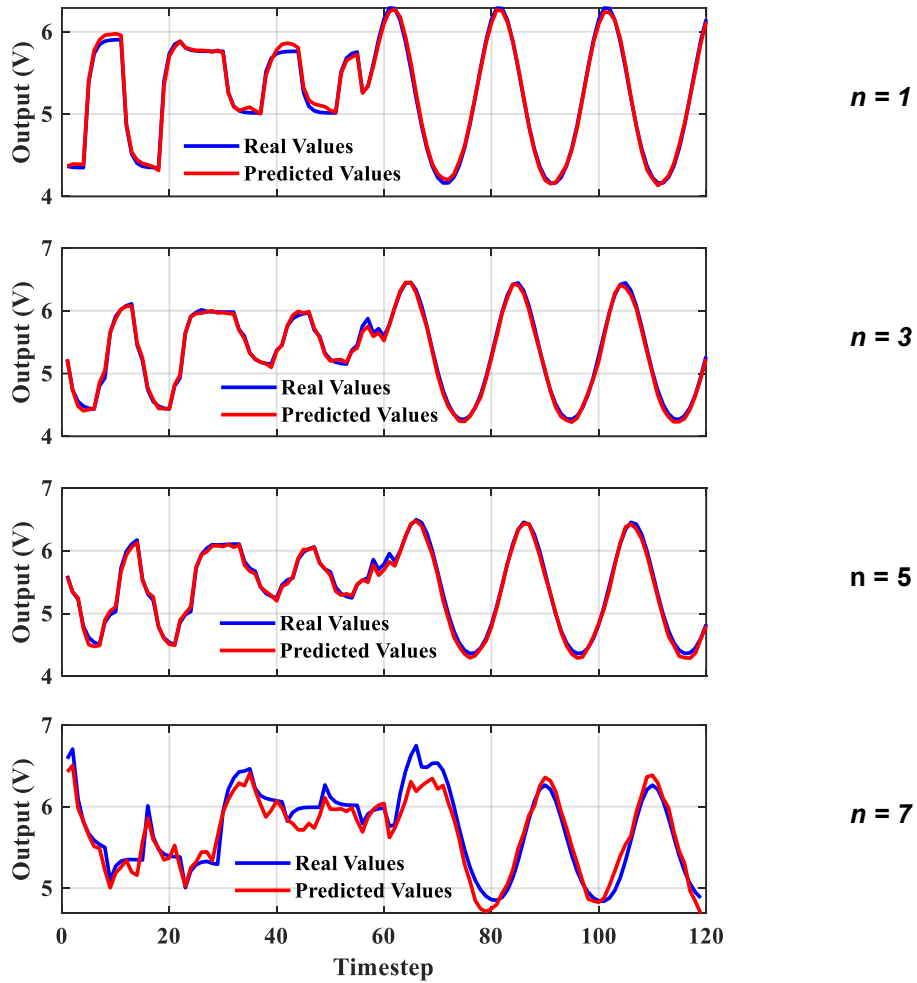 Output (V)
6
5
4
Real Values
Predicted Values
n = 1
Output (V)
7
6
5
4
Real Values
Predicted Values
n = 3
Output (V)
7
6
5
4
Real Values
Predicted Values
n = 5
Output (V)
7
6
5
Real Values
Predicted Values
n = 7
0 20 40 60 80 100 120
Timestep